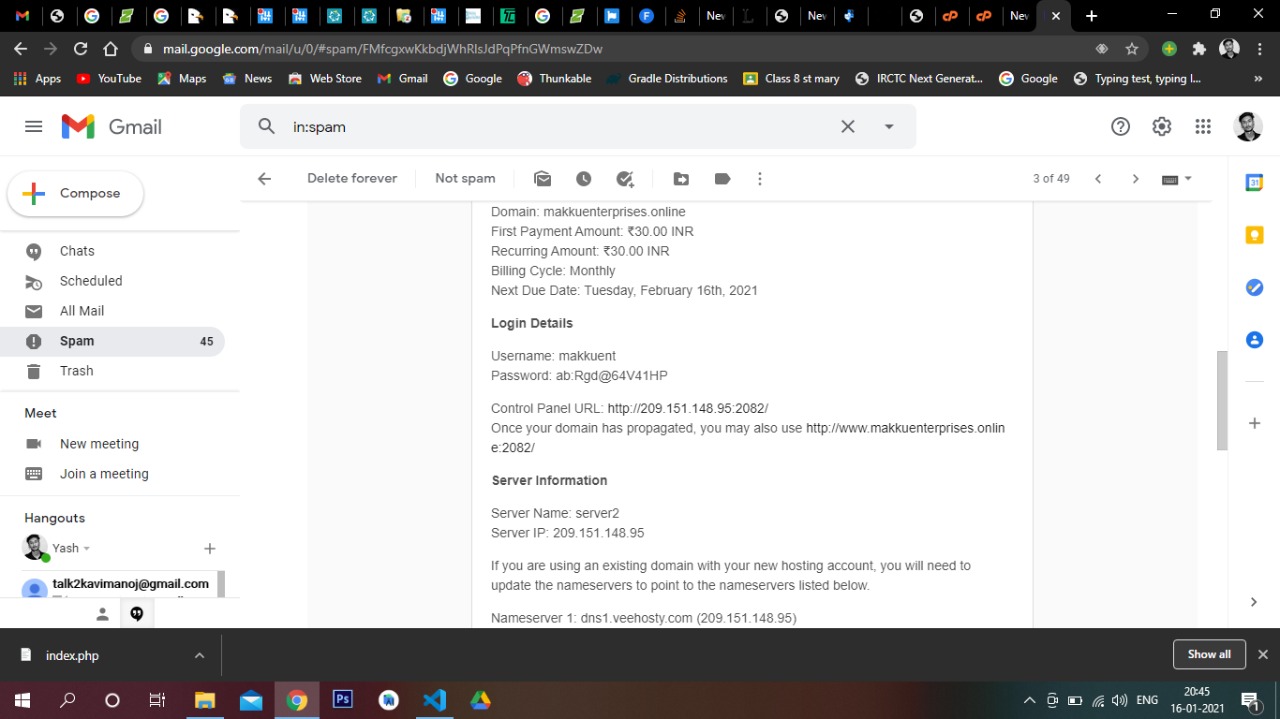 New
New
New
mail.google.com/mail/u/0/#spam/FMfcgxwKkbdjWhRlsJdPqPfnGWmswZDw
Apps YouTube Maps News Web Store Gmail Google Thunkable Gradle Distributions Class 8 st mary IRCTC Next Generat... Google Typing test, typing l... »
Gmail
in:spam
Compose
Delete forever Not spam 3 of 49
Chats
Scheduled
All Mail
Spam 45
Trash
Meet
New meeting
Join a meeting
Hangouts
Yash
talk2kavimanoj@gmail.com
Domain: makkuenterprises.online
First Payment Amount: ₹30.00 INR
Recurring Amount: ₹30.00 INR
Billing Cycle: Monthly
Next Due Date: Tuesday, February 16th, 2021
Login Details
Username: makkuent
Password: ab:Rgd@64V41HP
Control Panel URL: http://209.151.148.95:2082/
Once your domain has propagated, you may also use http://www.makkuenterprises.onlin
e:2082/
Server Information
Server Name: server2
Server IP: 209.151.148.95
If you are using an existing domain with your new hosting account, you will need to
update the nameservers to point to the nameservers listed below.
Nameserver 1: dns1.veehosty.com (209.151.148.95)
index.php
Show all
ENG
20:45
16-01-2021